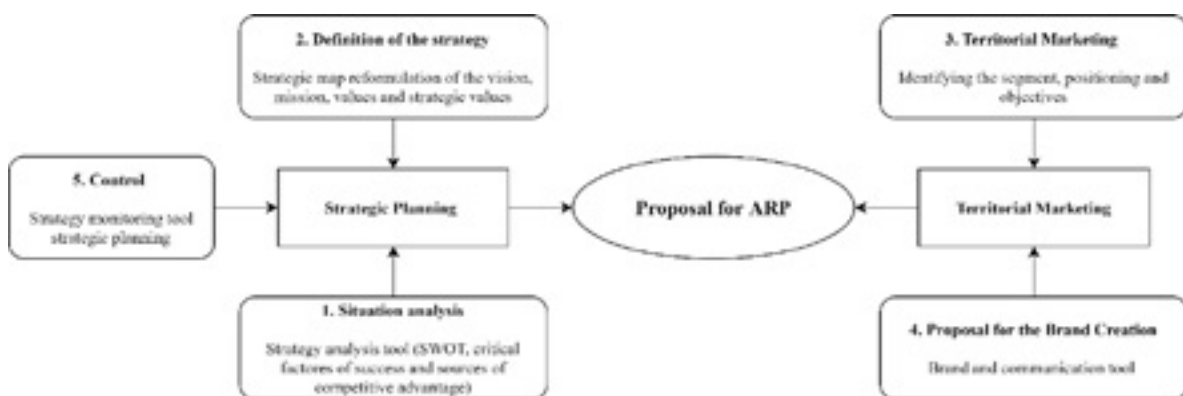 2. Definition of the strategy
Strategic map reformulation of the vision,
mission, values and strategic values
3. Territorial Marketing
Identifying the segment, positioning and
objectives
5. Control
Strategy monitoring tool
strategic planning
Strategic Planning
Proposal for ARP
Territorial Marketing
1. Situation analysis
Strategy analysis tool (SWOT, critical
factores of success and sources of
competitive advantage)
4. Proposal for the Brand Creation
Brand and communication tool